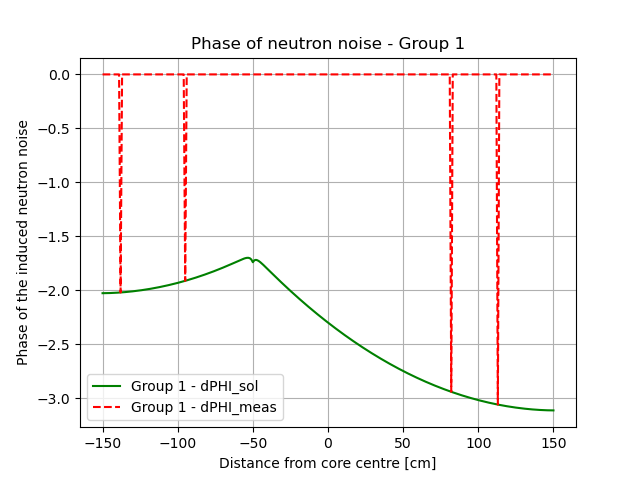 Phase of neutron noise - Group 1
Phase of the induced neutron noise
0.0
−0.5
−1.0
−1.5
−2.0
−2.5
−3.0
Group 1 - dPHI_sol
Group 1 - dPHI_meas
−150 −100 −50 0 50 100 150
Distance from core centre [cm]